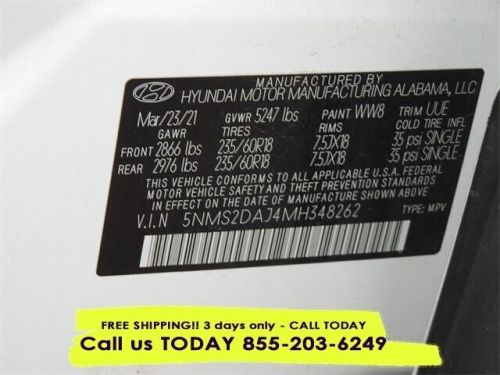 MANUFACTURED BY
HYUNDAI MOTOR MANUFACTURING ALABAMA, LLC
Mar/23/21 GVWR 5247 lbs PAINT WW8 TRIM UUE
GAWR TIRES RIMS COLD TIRE INFL
FRONT 2866 lbs 235/60R18 7.5JX18 35 psi SINGLE
REAR 2976 lbs 235/60R18 7.5JX18 35 psi SINGLE
THIS VEHICLE CONFORMS TO ALL APPLICABLE U.S.A. FEDERAL
MOTOR VEHICLE SAFETY AND THEFT PREVENTION STANDARDS
IN EFFECT ON THE DATE OF MANUFACTURE SHOWN ABOVE.
V.I.N 5NMS2DAJ4MH348262 TYPE: MPV
FREE SHIPPING!! 3 days only - CALL TODAY
Call us TODAY 855-203-6249